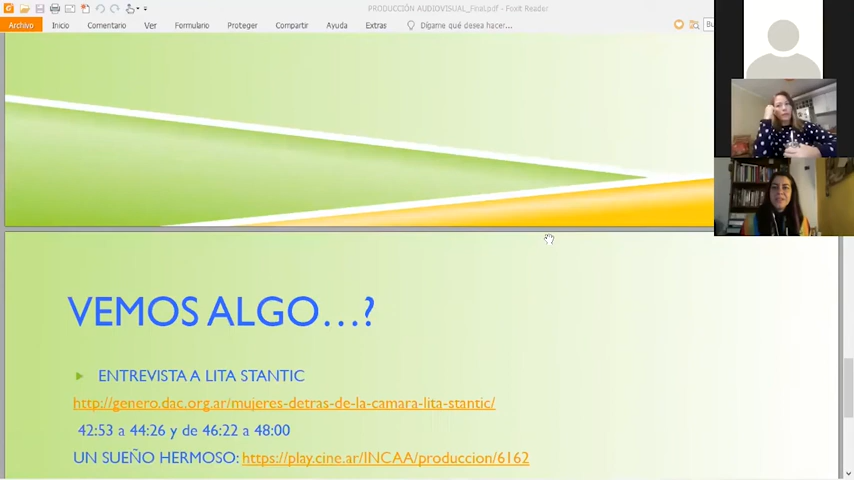 PRODUCCIÓN AUDIOVISUAL_Final.pdf - Foxit Reader
Archivo Inicio Comentario Ver Formulario Proteger Compartir Ayuda Extras Dígame qué desea hacer... Bu
VEMOS ALGO...?
ENTREVISTA A LITA STANTIC
http://genero.dac.org.ar/mujeres-detras-de-la-camara-lita-stantic/
42:53 a 44:26 y de 46:22 a 48:00
UN SUEÑO HERMOSO: https://play.cine.ar/INCAA/produccion/6162